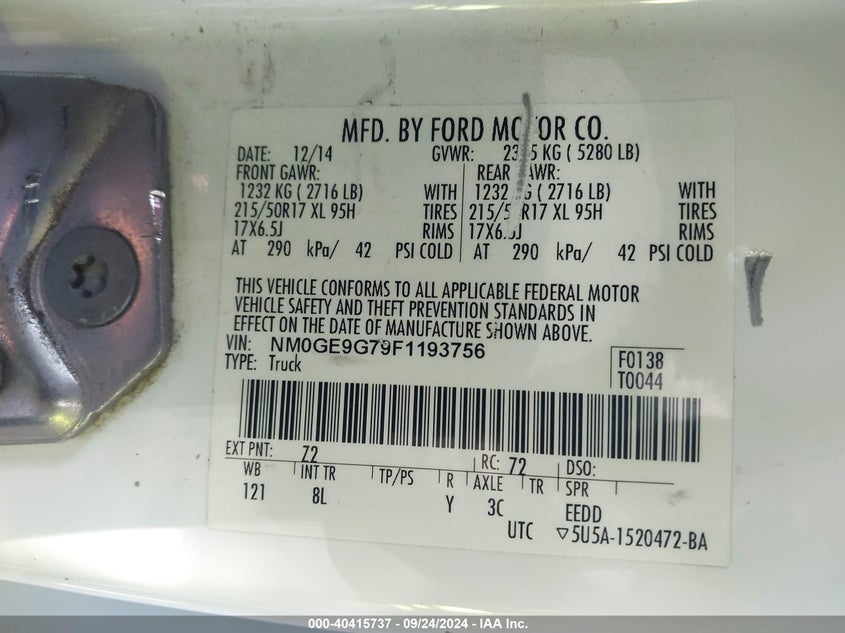 MFD. BY FORD CO.
DATE: 12/14 GVWR: KG ( 5280 LB)
FRONT GAWR: REAR
1232 KG ( 2716 LB) WITH 1232 ( 2716 LB) WITH
215/50R17 XL 95H TIRES R17 XL 95H TIRES
17X6.5J RIMS RIMS
AT 290 kPa/ 42 PSI COLD AT 290 kPa/ 42 PSI COLD
THIS VEHICLE CONFORMS TO ALL APPLICABLE FEDERAL MOTOR
VEHICLE SAFETY AND THEFT PREVENTION STANDARDS IN
EFFECT ON THE DATE OF MANUFACTURE SHOWN ABOVE.
VIN: NM0GE9G79F1193756
TYPE: Truck
F0138
T0044
EXT PNT: 72 RC: 72 DSO:
WB INT TR TP/PS R AXLE TR SPR
121 8L Y 3C EEDD
UTC ▽5U5A-1520472-BA
000-40415737 - 09/24/2024 - IAA Inc.